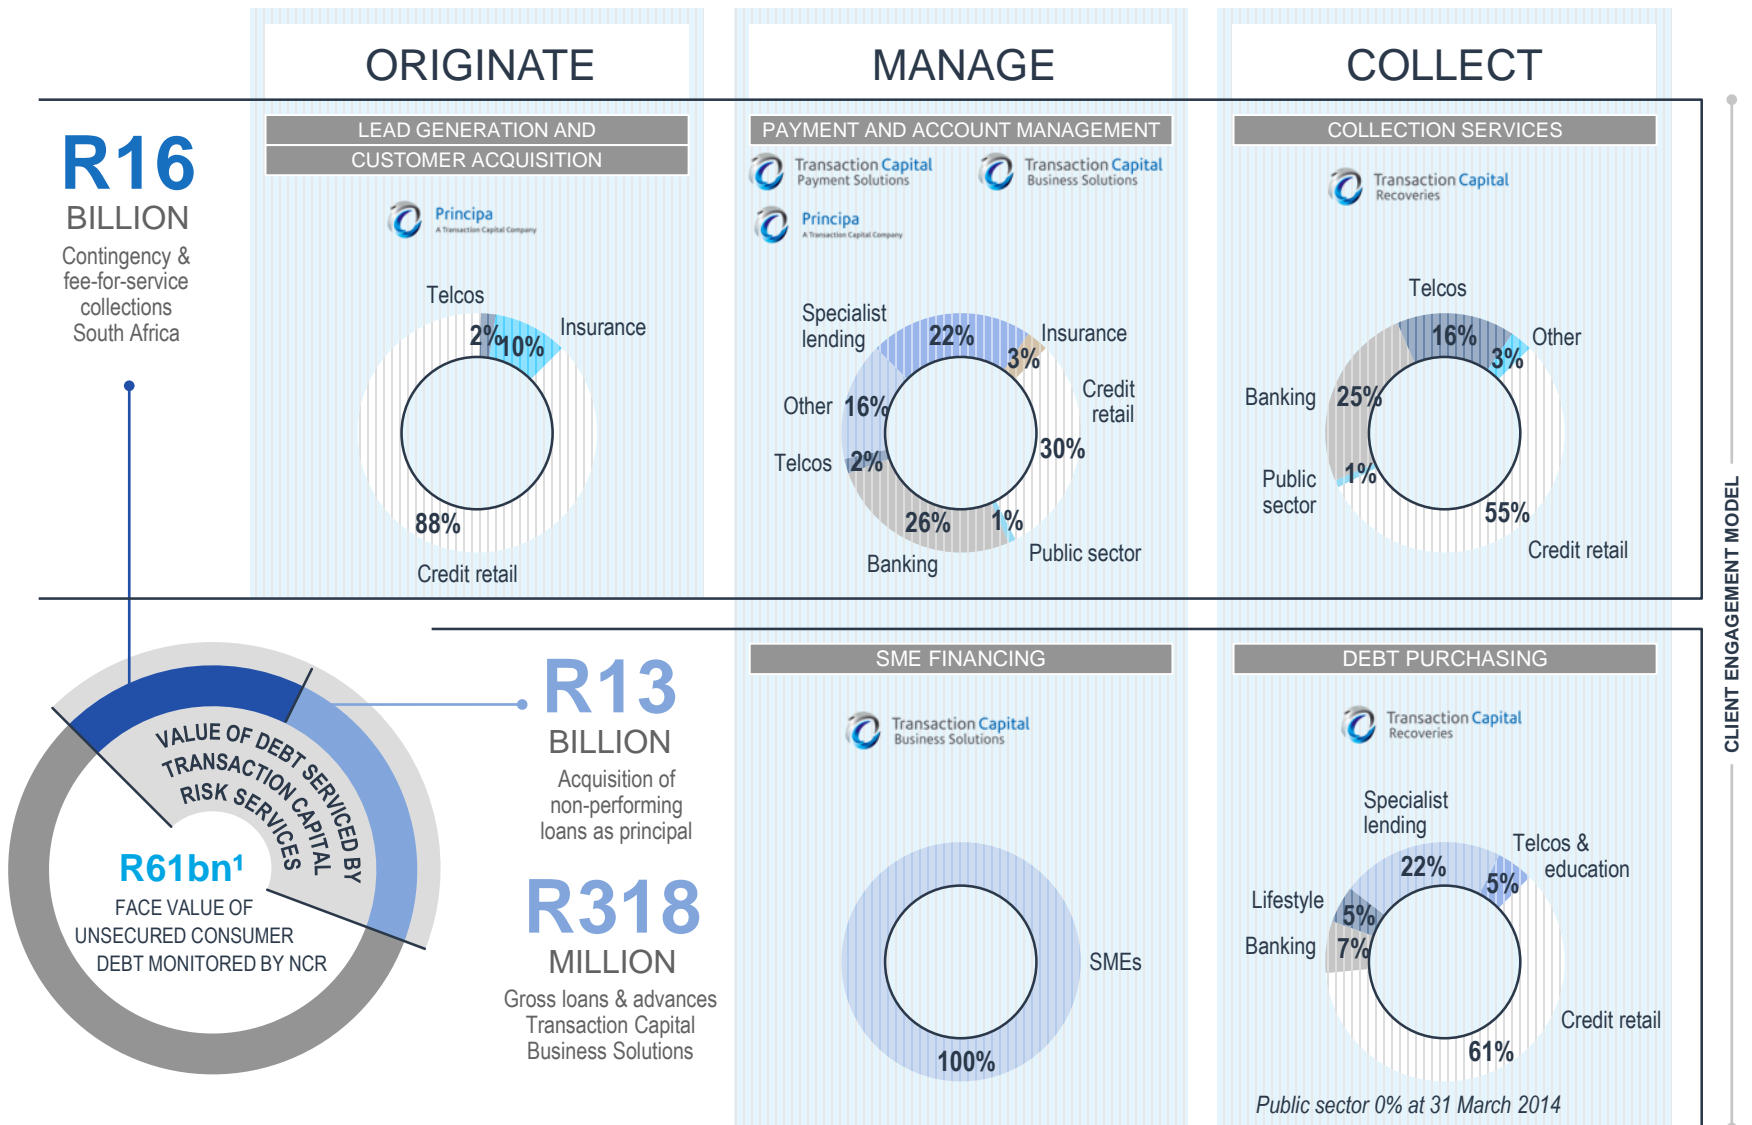 ORIGINATE
MANAGE
COLLECT
R16
BILLION
Contingency &
fee-for-service
collections
South Africa
LEAD GENERATION AND
CUSTOMER ACQUISITION
Principa
A Transaction Capital Company
Telcos
2%
10%
Insurance
88%
Credit retail
PAYMENT AND ACCOUNT MANAGEMENT
Transaction Capital
Payment Solutions
Transaction Capital
Business Solutions
Principa
A Transaction Capital Company
Specialist
lending
22%
Insurance
3%
Credit
retail
30%
Other
16%
Telcos
2%
26%
Banking
1%
Public sector
COLLECTION SERVICES
Transaction Capital
Recoveries
Telcos
16%
Other
3%
Banking
25%
Public
sector
1%
55%
Credit retail
CLIENT ENGAGEMENT MODEL
VALUE OF DEBT SERVICED BY
TRANSACTION CAPITAL
RISK SERVICES
R61bn¹
FACE VALUE OF
UNSECURED CONSUMER
DEBT MONITORED BY NCR
R13
BILLION
Acquisition of
non-performing
loans as principal
R318
MILLION
Gross loans & advances
Transaction Capital
Business Solutions
SME FINANCING
Transaction Capital
Business Solutions
SMEs
100%
DEBT PURCHASING
Transaction Capital
Recoveries
Specialist
lending
22%
Telcos &
education
5%
Lifestyle
5%
Banking
7%
Credit retail
61%
Public sector 0% at 31 March 2014